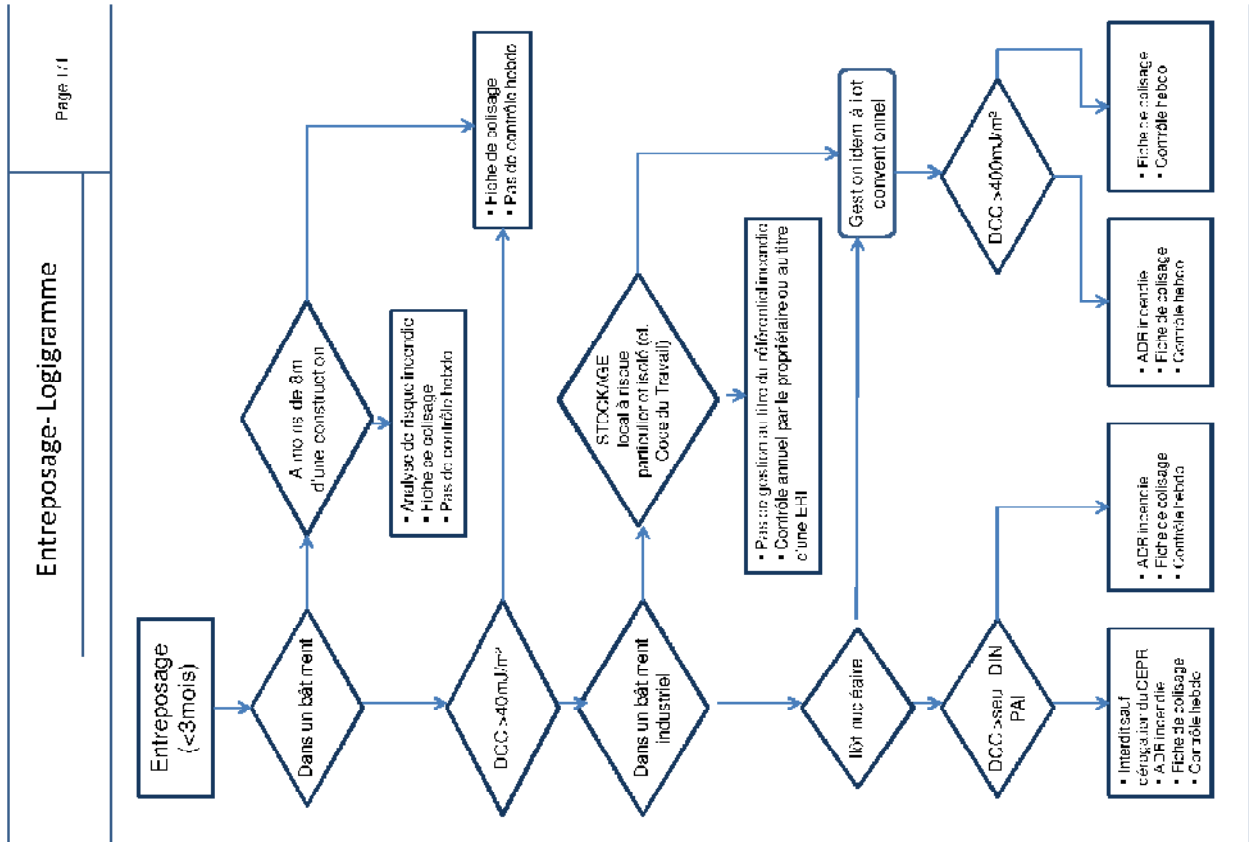 Entreposage-Logigramme
Page 1/1
Entreposage
(<3mois)
Dans un bâtiment
A moins de 8m
d'une construction
▪ Analyse de risque incendie
▪ Fiche de colisage
▪ Pas de contrôle hebdo
▪ Fiche de colisage
▪ Pas de contrôle hebdo
DCC >40mJ/m²
Dans un bâtiment
industriel
STOCKAGE
local à risque
particulier et isolé (cf.
Code du Travail)
▪ Pas de gestion au titre du référentiel incendie
▪ Contrôle annuel par le propriétaire ou au titre
d'une
Gestion idem à îlot
conventionnel
Ilôt nucléaire
DCC >400mJ/m²
▪ ADR incendie
▪ Fiche de colisage
▪ Contrôle hebdo
▪ Fiche de colisage
▪ Contrôle hebdo
DCC >seuil DIN
PAI
▪ Interdit sauf
dérogation du CEPR
▪ ADR incendie
▪ Fiche de colisage
▪ Contrôle hebdo
▪ ADR incendie
▪ Fiche de colisage
▪ Contrôle hebdo